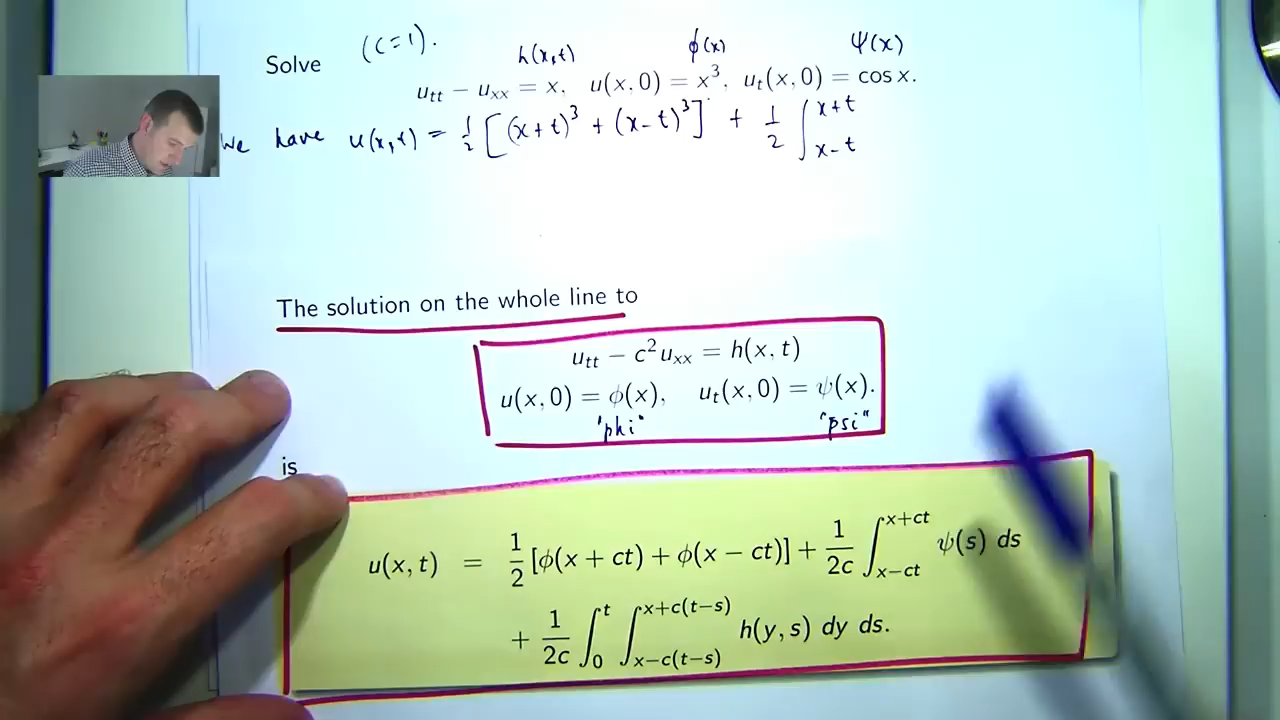 Solve (c=1).
h(x,t) ϕ(x) Ψ(x)
u_tt − u_xx = x, u(x,0) = x³, u_t(x,0) = cos x.
We have u(x,t) = ½ [(x+t)³ + (x−t)³] + ½ ∫_{x−t}^{x+t}
The solution on the whole line to
u_tt − c²u_xx = h(x, t)
u(x, 0) = ϕ(x), u_t(x, 0) = ψ(x).
"phi" "psi"
is
u(x, t) = 1/2 [ϕ(x + ct) + ϕ(x − ct)] + 1/2c ∫_{x−ct}^{x+ct} ψ(s) ds
+ 1/2c ∫_0^t ∫_{x−c(t−s)}^{x+c(t−s)} h(y, s) dy ds.